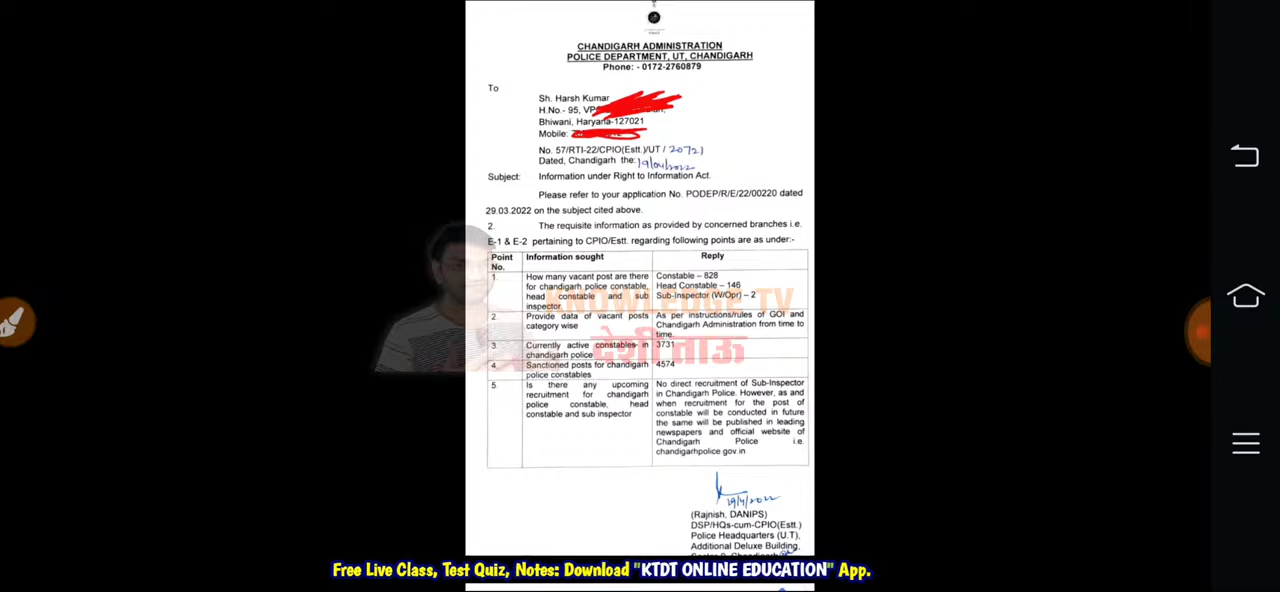 CHANDIGARH ADMINISTRATION
POLICE DEPARTMENT, UT, CHANDIGARH
Phone: - 0172-2760879
To
Sh. Harsh Kumar
H.No.- 95,
Bhiwani, Haryana-127021
Mobile:
No. 57/RTI-22/CPIO(Estt.)/UT/20721
Dated, Chandigarh the: 19/04/2022
Subject: Information under Right to Information Act.
Please refer to your application No. PODEP/R/E/22/00220 dated
29.03.2022 on the subject cited above.
2. The requisite information as provided by concerned branches i.e.
E-1 & E-2 pertaining to CPIO/Estt. regarding following points are as under:-
Point No. Information sought Reply
1. How many vacant post are there for chandigarh police constable, head constable and sub inspector. Constable – 828 Head Constable – 146 Sub-Inspector (W/Opr) – 2
2. Provide data of vacant posts category wise As per instructions/rules of GOI and Chandigarh Administration from time to time.
3. Currently active constables in chandigarh police 3731
4. Sanctioned posts for chandigarh police constables 4574
5. Is there any upcoming recruitment for chandigarh police constable, head constable and sub inspector No direct recruitment of Sub-Inspector in Chandigarh Police. However, as and when recruitment for the post of constable will be conducted in future the same will be published in leading newspapers and official website of Chandigarh Police i.e. chandigarhpolice.gov.in
KNOWLEDGE TV
देशी ताऊ
19/4/2022
(Rajnish, DANIPS)
DSP/HQs-cum-CPIO(Estt.)
Police Headquarters (U.T),
Additional Deluxe Building,
Free Live Class, Test Quiz, Notes: Download "KTDT ONLINE EDUCATION" App.